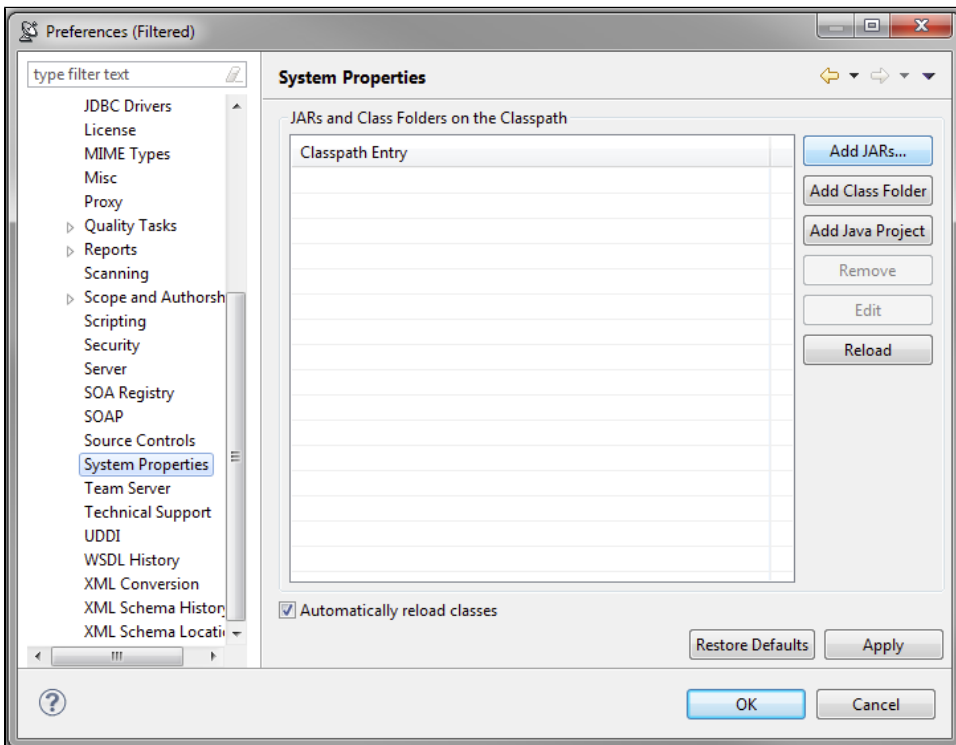 Preferences (Filtered)
type filter text
JDBC Drivers
License
MIME Types
Misc
Proxy
Quality Tasks
Reports
Scanning
Scope and Authorsh
Scripting
Security
Server
SOA Registry
SOAP
Source Controls
System Properties
Team Server
Technical Support
UDDI
WSDL History
XML Conversion
XML Schema History
XML Schema Locati
System Properties
JARs and Class Folders on the Classpath
Classpath Entry
Add JARs...
Add Class Folder
Add Java Project
Remove
Edit
Reload
Automatically reload classes
Restore Defaults
Apply
?
OK
Cancel